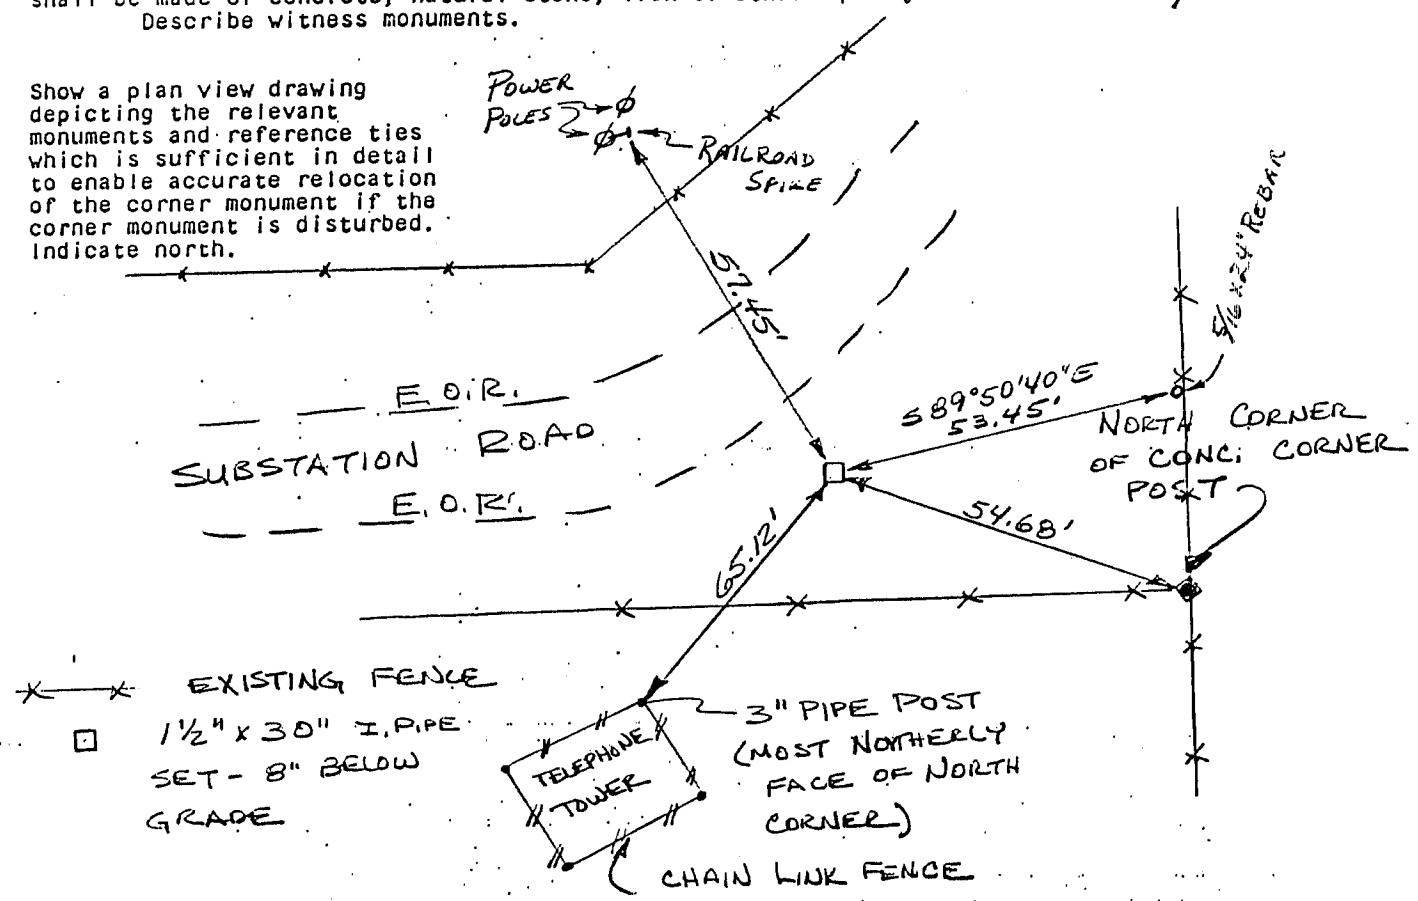 Describe witness monuments.
Show a plan view drawing
depicting the relevant
monuments and reference ties
which is sufficient in detail
to enable accurate relocation
of the corner monument if the
corner monument is disturbed.
Indicate north.
POWER
POLES
RAILROAD
SPIKE
57.45'
5/16 x 24" REBAR
S89°50'40"E
53.45'
NORTH CORNER
OF CONC. CORNER
POST
E.O.R.
SUBSTATION ROAD
E.O.R.
54.68'
65.12'
EXISTING FENCE
1½" x 30" I. PIPE
SET - 8" BELOW
GRADE
TELEPHONE
TOWER
3" PIPE POST
(MOST NOTHERLY
FACE OF NORTH
CORNER)
CHAIN LINK FENCE